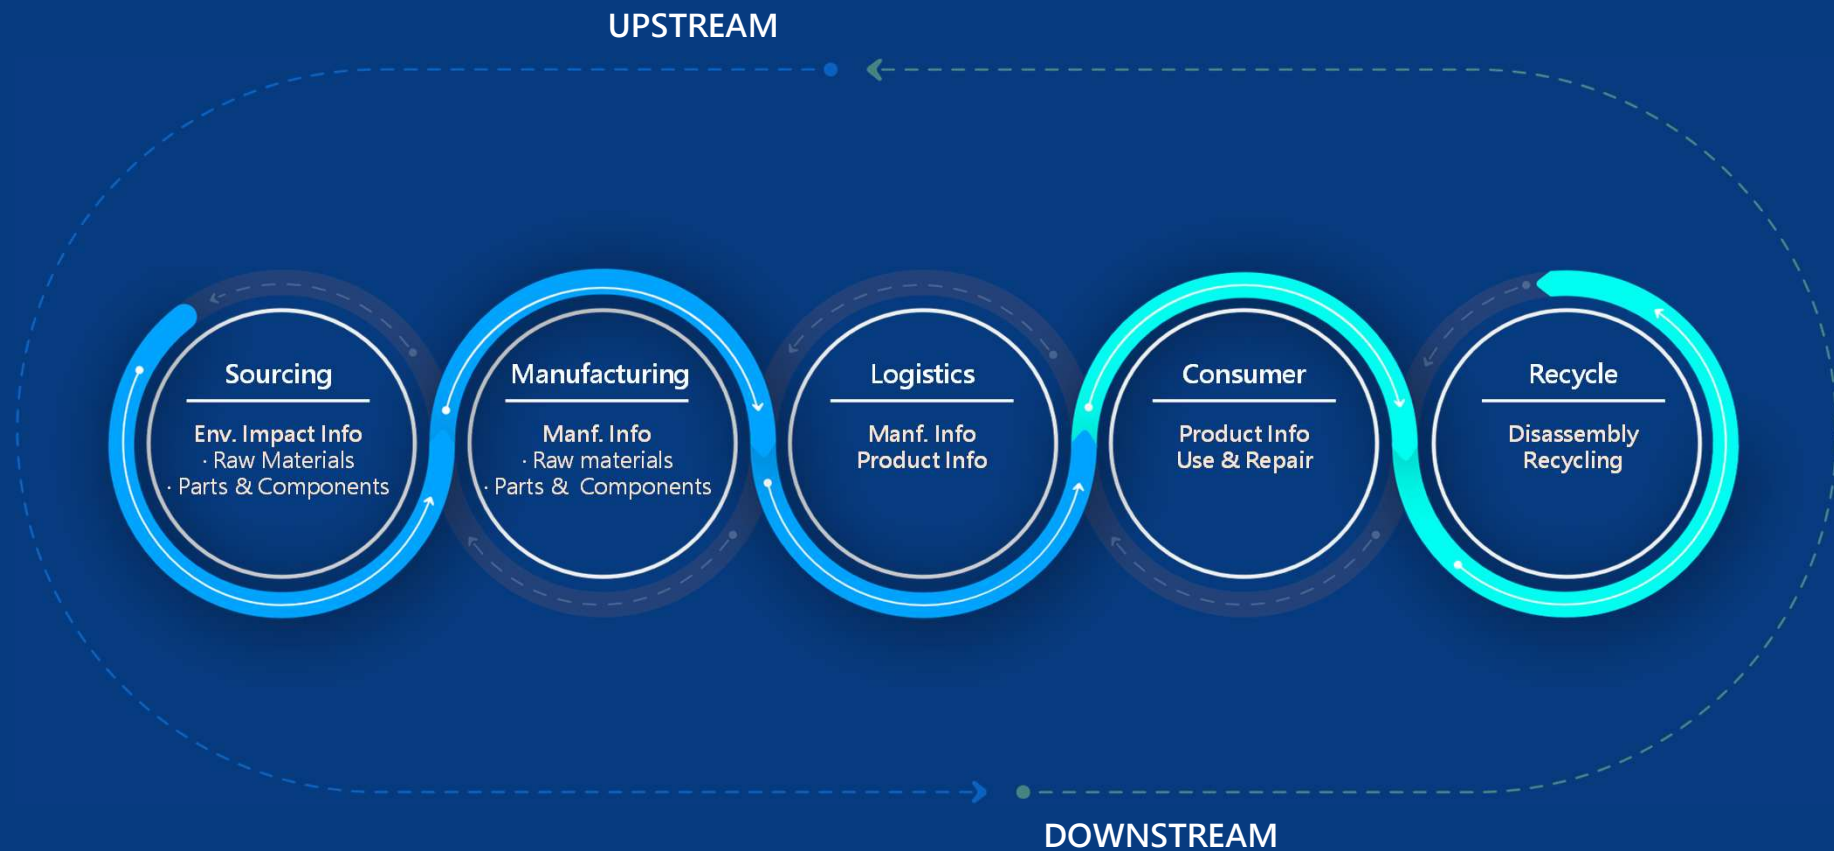 UPSTREAM
Sourcing
Env. Impact Info
· Raw Materials
· Parts & Components
Manufacturing
Manf. Info
· Raw materials
· Parts & Components
Logistics
Manf. Info
Product Info
Consumer
Product Info
Use & Repair
Recycle
Disassembly
Recycling
DOWNSTREAM